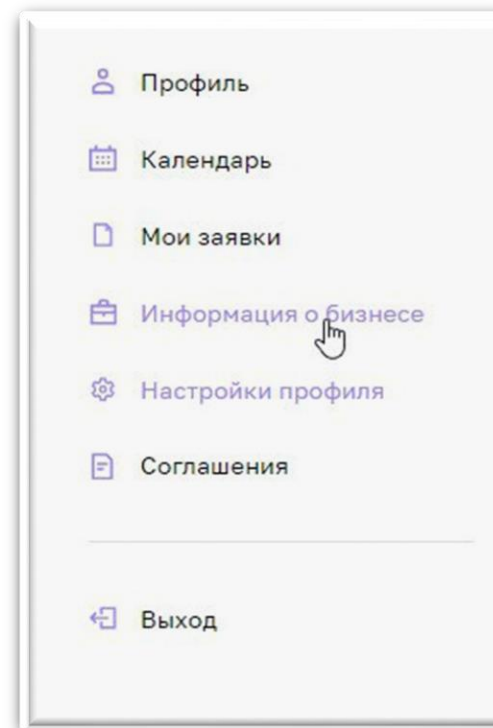 Профиль
Календарь
Мои заявки
Информация о бизнесе
Настройки профиля
Соглашения
Выход